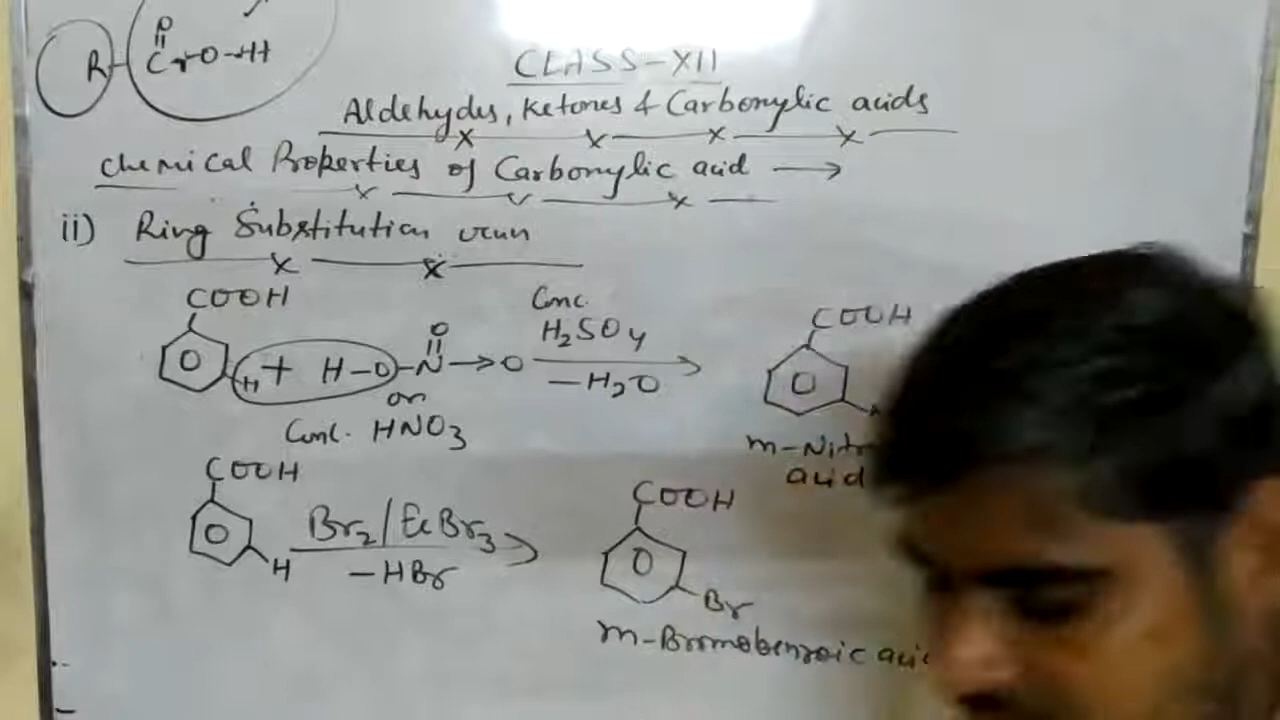 O
R-C-O-H
CLASS-XII
Aldehydes, Ketones & Carboxylic acids
Chemical Properties of Carboxylic acid →
ii) Ring Substitution
COOH
O H + H-O-N→O
O
or
Conc. HNO3
Conc.
H2SO4
-H2O
COOH
O
m-Nitr
acid
COOH
O H
Br2/FeBr3
-HBr
COOH
O Br
m-Bromobenzoic aci